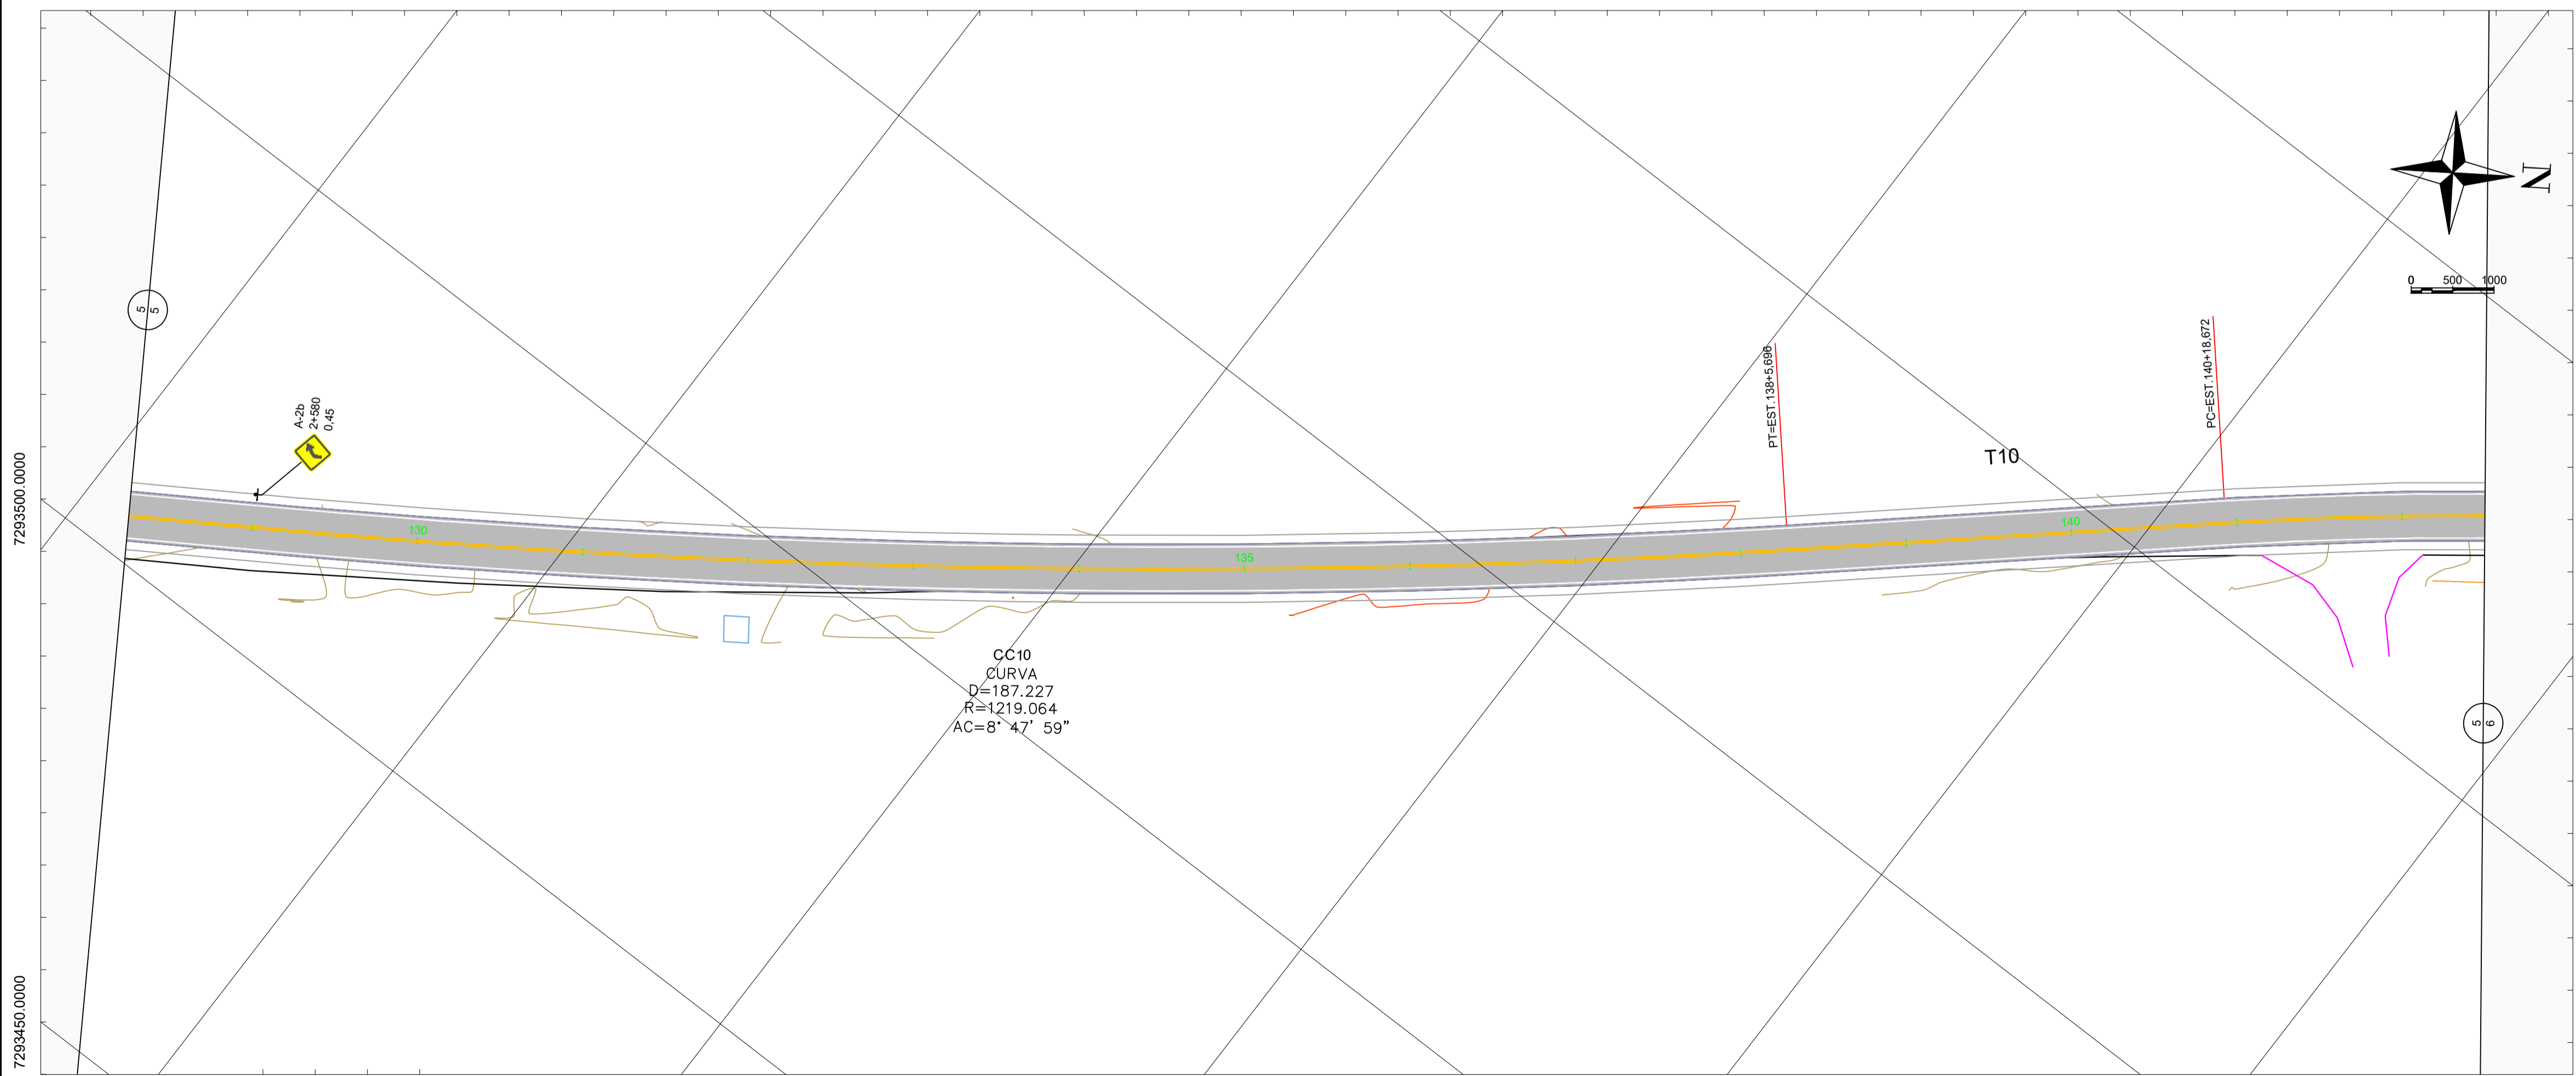 N
0 500 1000
5
5
A-2b
2+580
0,45
PT=EST.138+5,696
PC=EST.140+18,672
T10
7293500.0000
130
135
140
CC10
CURVA
D=187.227
R=1219.064
AC=8° 47' 59"
5
6
7293450.0000